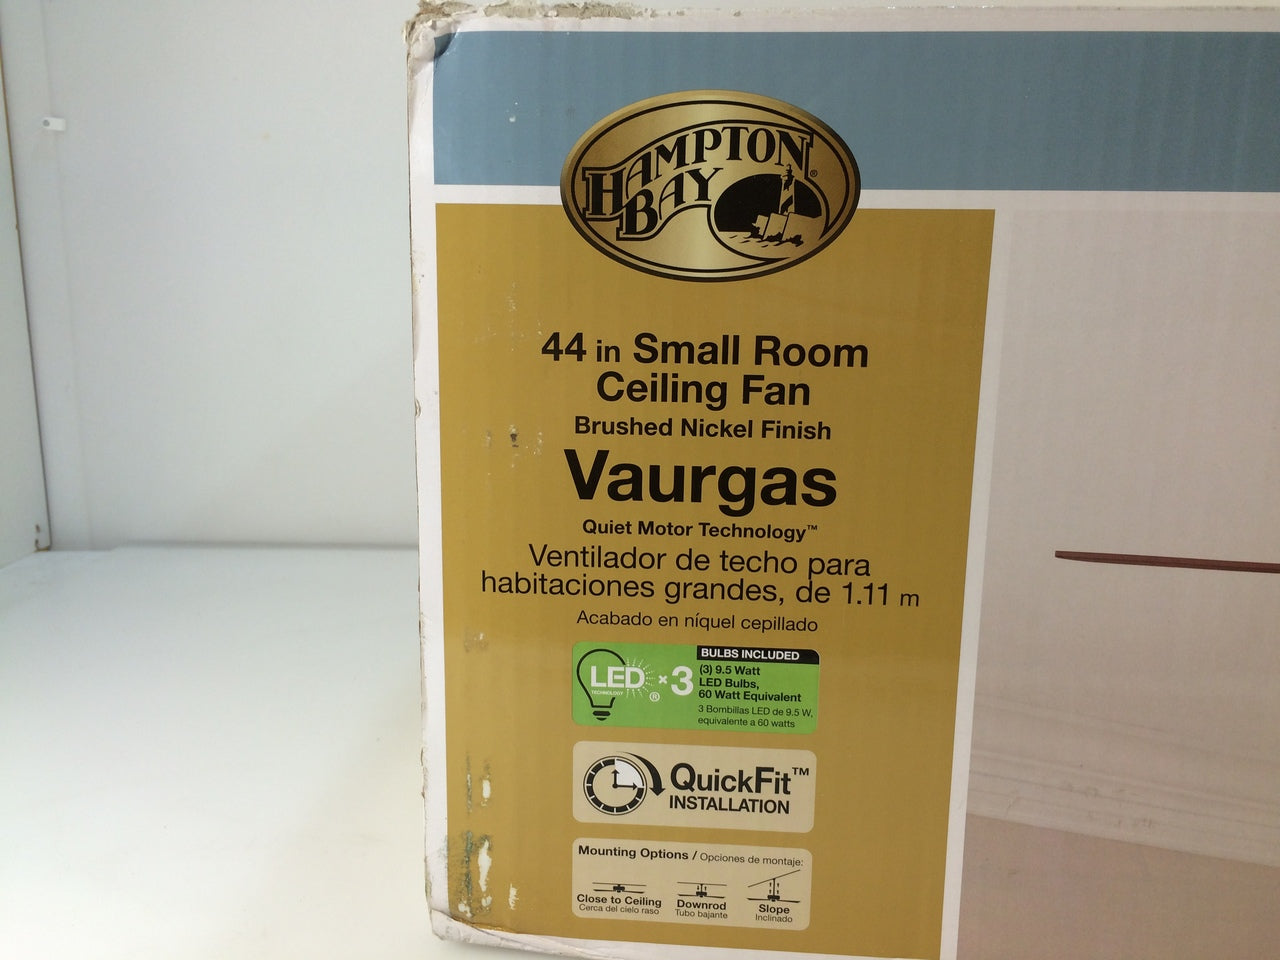 HAMPTON
BAY
®
44 in Small Room
Ceiling Fan
Brushed Nickel Finish
Vaurgas
Quiet Motor Technology™
Ventilador de techo para
habitaciones grandes, de 1.11 m
Acabado en níquel cepillado
LED × 3
TECHNOLOGY ®
BULBS INCLUDED
(3) 9.5 Watt
LED Bulbs,
60 Watt Equivalent
3 Bombillas LED de 9.5 W,
equivalente a 60 watts
QuickFit™
INSTALLATION
Mounting Options / Opciones de montaje:
Close to Ceiling
Cerca del cielo raso
Downrod
Tubo bajante
Slope
Inclinado